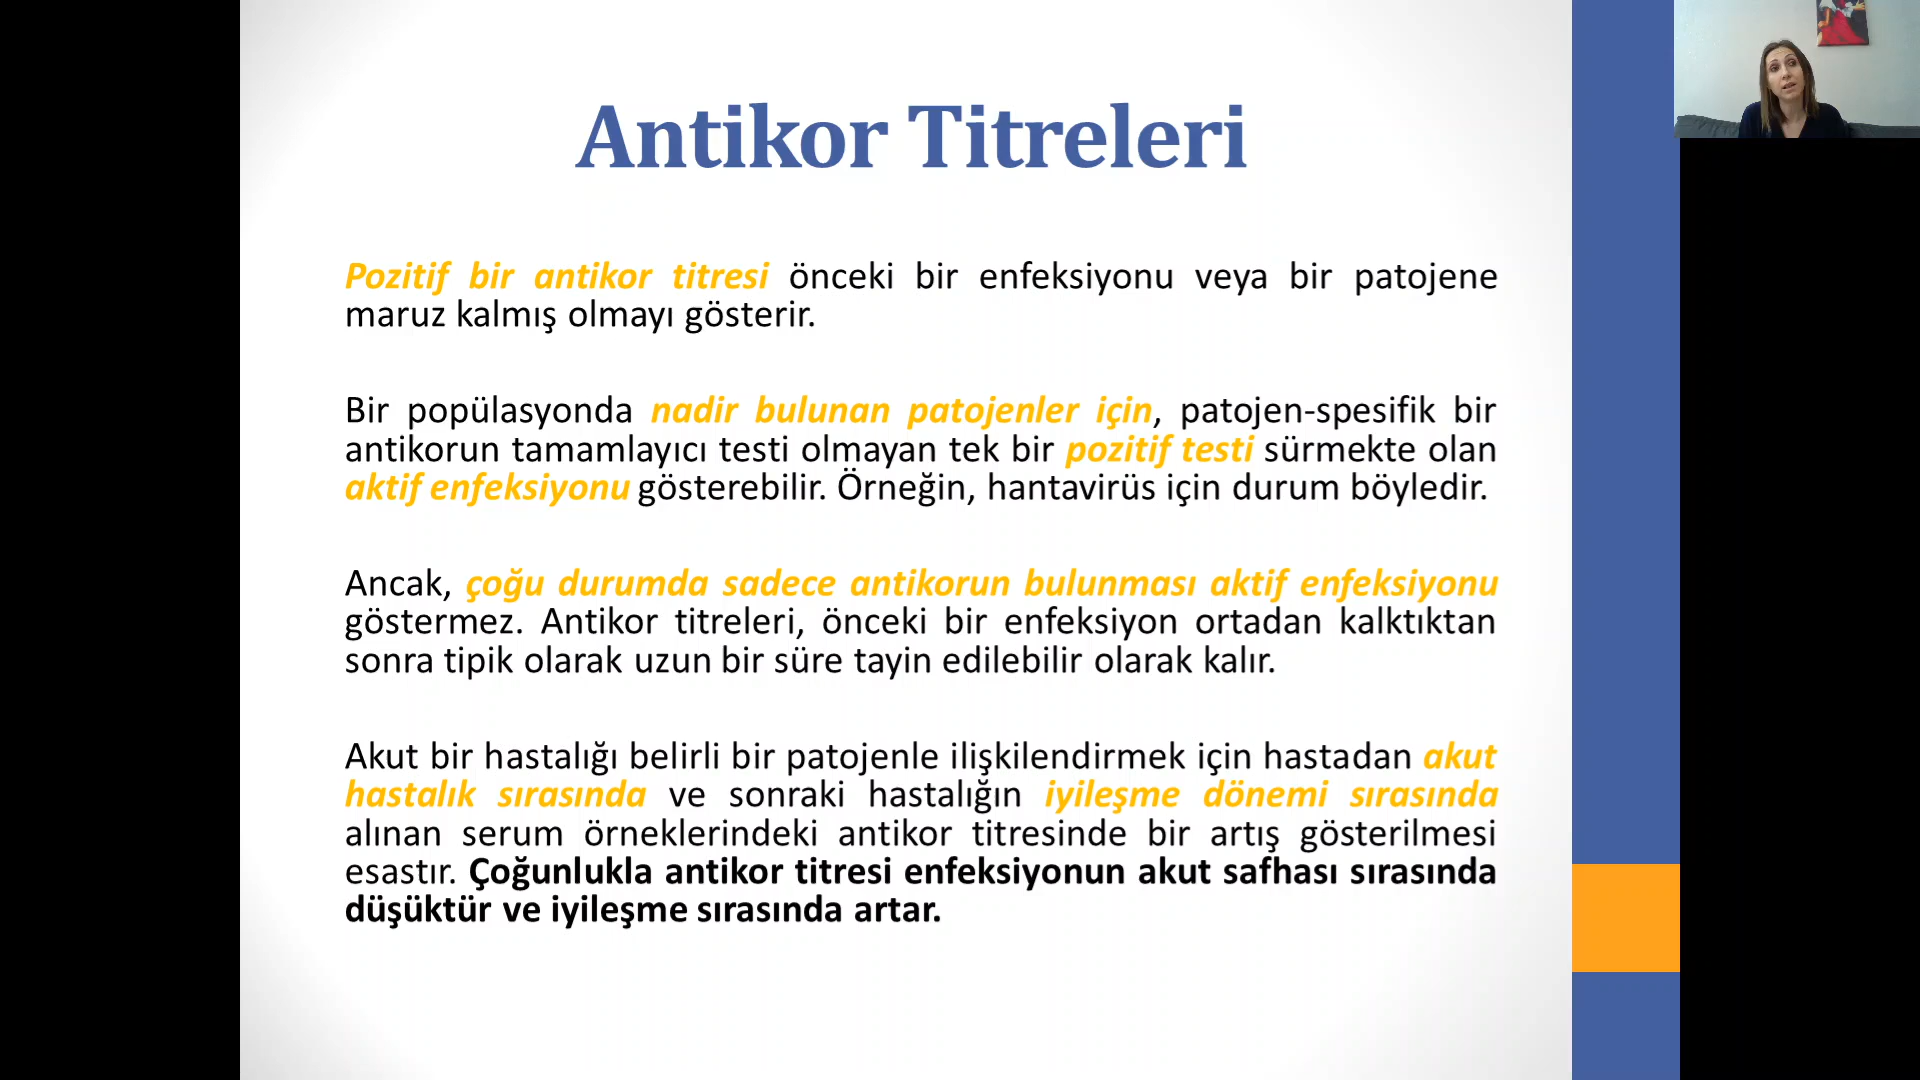 Antikor Titreleri
Pozitif bir antikor titresi önceki bir enfeksiyonu veya bir patojene
maruz kalmış olmayı gösterir.
Bir popülasyonda nadir bulunan patojenler için, patojen-spesifik bir
antikorun tamamlayıcı testi olmayan tek bir pozitif testi sürmekte olan
aktif enfeksiyonu gösterebilir. Örneğin, hantavirüs için durum böyledir.
Ancak, çoğu durumda sadece antikorun bulunması aktif enfeksiyonu
göstermez. Antikor titreleri, önceki bir enfeksiyon ortadan kalktıktan
sonra tipik olarak uzun bir süre tayin edilebilir olarak kalır.
Akut bir hastalığı belirli bir patojenle ilişkilendirmek için hastadan akut
hastalık sırasında ve sonraki hastalığın iyileşme dönemi sırasında
alınan serum örneklerindeki antikor titresinde bir artış gösterilmesi
esastır. Çoğunlukla antikor titresi enfeksiyonun akut safhası sırasında
düşüktür ve iyileşme sırasında artar.